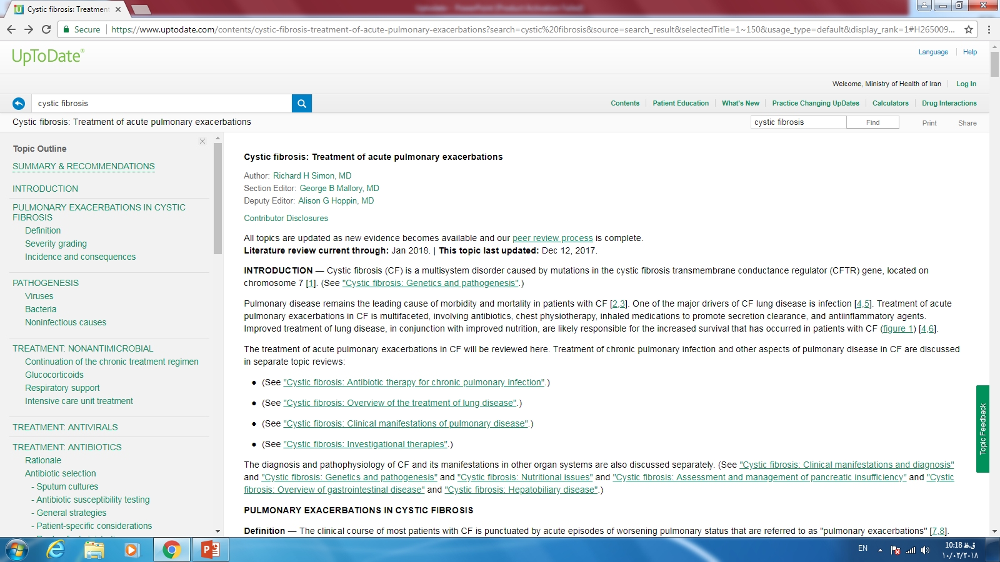 Cystic fibrosis: Treatment
Secure
https://www.uptodate.com/contents/cystic-fibrosis-treatment-of-acute-pulmonary-exacerbations?search=cystic%20fibrosis&source=search_result&selectedTitle=1~150&usage_type=default&display_rank=1#H265009...
UpToDate®
Language
Help
Welcome, Ministry of Health of Iran
Log In
cystic fibrosis
Contents
Patient Education
What's New
Practice Changing UpDates
Calculators
Drug Interactions
Cystic fibrosis: Treatment of acute pulmonary exacerbations
cystic fibrosis
Find
Print
Share
Topic Outline
SUMMARY & RECOMMENDATIONS
INTRODUCTION
PULMONARY EXACERBATIONS IN CYSTIC
FIBROSIS
Definition
Severity grading
Incidence and consequences
PATHOGENESIS
Viruses
Bacteria
Noninfectious causes
TREATMENT: NONANTIMICROBIAL
Continuation of the chronic treatment regimen
Glucocorticoids
Respiratory support
Intensive care unit treatment
TREATMENT: ANTIVIRALS
TREATMENT: ANTIBIOTICS
Rationale
Antibiotic selection
- Sputum cultures
- Antibiotic susceptibility testing
- General strategies
- Patient-specific considerations
Cystic fibrosis: Treatment of acute pulmonary exacerbations
Author: Richard H Simon, MD
Section Editor: George B Mallory, MD
Deputy Editor: Alison G Hoppin, MD
Contributor Disclosures
All topics are updated as new evidence becomes available and our peer review process is complete.
Literature review current through: Jan 2018. | This topic last updated: Dec 12, 2017.
INTRODUCTION — Cystic fibrosis (CF) is a multisystem disorder caused by mutations in the cystic fibrosis transmembrane conductance regulator (CFTR) gene, located on
chromosome 7 [1]. (See "Cystic fibrosis: Genetics and pathogenesis".)
Pulmonary disease remains the leading cause of morbidity and mortality in patients with CF [2,3]. One of the major drivers of CF lung disease is infection [4,5]. Treatment of acute
pulmonary exacerbations in CF is multifaceted, involving antibiotics, chest physiotherapy, inhaled medications to promote secretion clearance, and antiinflammatory agents.
Improved treatment of lung disease, in conjunction with improved nutrition, are likely responsible for the increased survival that has occurred in patients with CF (figure 1) [4,6].
The treatment of acute pulmonary exacerbations in CF will be reviewed here. Treatment of chronic pulmonary infection and other aspects of pulmonary disease in CF are discussed
in separate topic reviews:
● (See "Cystic fibrosis: Antibiotic therapy for chronic pulmonary infection".)
● (See "Cystic fibrosis: Overview of the treatment of lung disease".)
● (See "Cystic fibrosis: Clinical manifestations of pulmonary disease".)
● (See "Cystic fibrosis: Investigational therapies".)
The diagnosis and pathophysiology of CF and its manifestations in other organ systems are also discussed separately. (See "Cystic fibrosis: Clinical manifestations and diagnosis"
and "Cystic fibrosis: Genetics and pathogenesis" and "Cystic fibrosis: Nutritional issues" and "Cystic fibrosis: Assessment and management of pancreatic insufficiency" and "Cystic
fibrosis: Overview of gastrointestinal disease" and "Cystic fibrosis: Hepatobiliary disease".)
PULMONARY EXACERBATIONS IN CYSTIC FIBROSIS
Definition — The clinical course of most patients with CF is punctuated by acute episodes of worsening pulmonary status that are referred to as "pulmonary exacerbations" [7,8].
Topic Feedback
EN
10:18 ق.ظ
۱۰/۰۲/۲۰۱۸